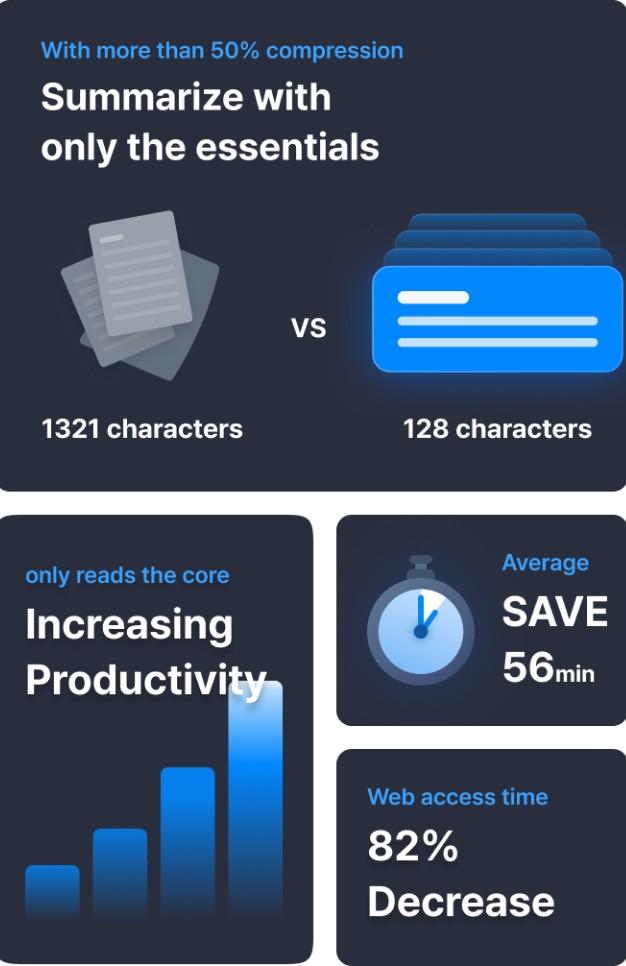 With more than 50% compression
Summarize with
only the essentials
VS
1321 characters
128 characters
only reads the core
Increasing
Productivity
Average
SAVE
56min
Web access time
82%
Decrease